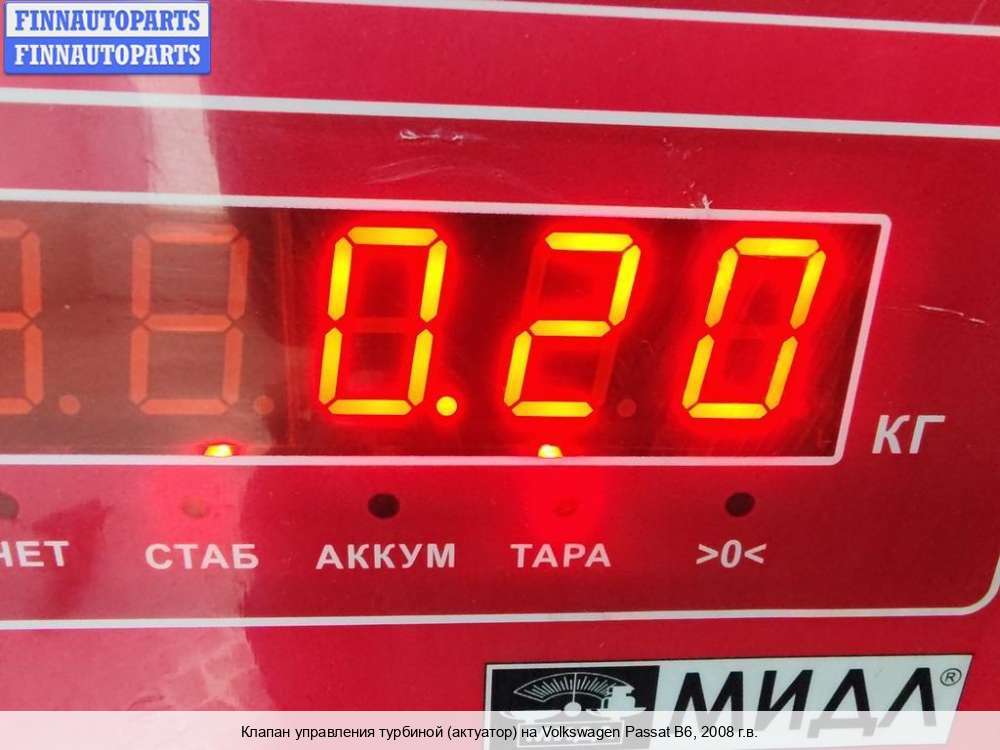 FINNAUTOPARTS
FINNAUTOPARTS
0.20
КГ
СТАБ АККУМ ТАРА >0<
МИДЛ®
Клапан управления турбиной (актуатор) на Volkswagen Passat B6, 2008 г.в.